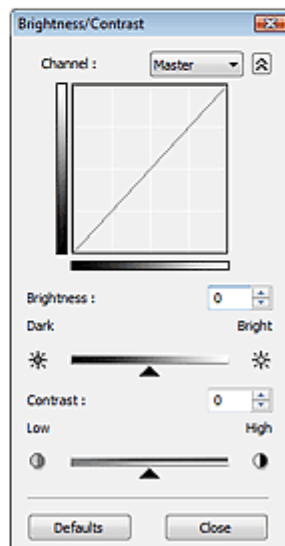 Brightness/Contrast
Channel : Master
Brightness : 0
Dark Bright
Contrast : 0
Low High
Defaults Close